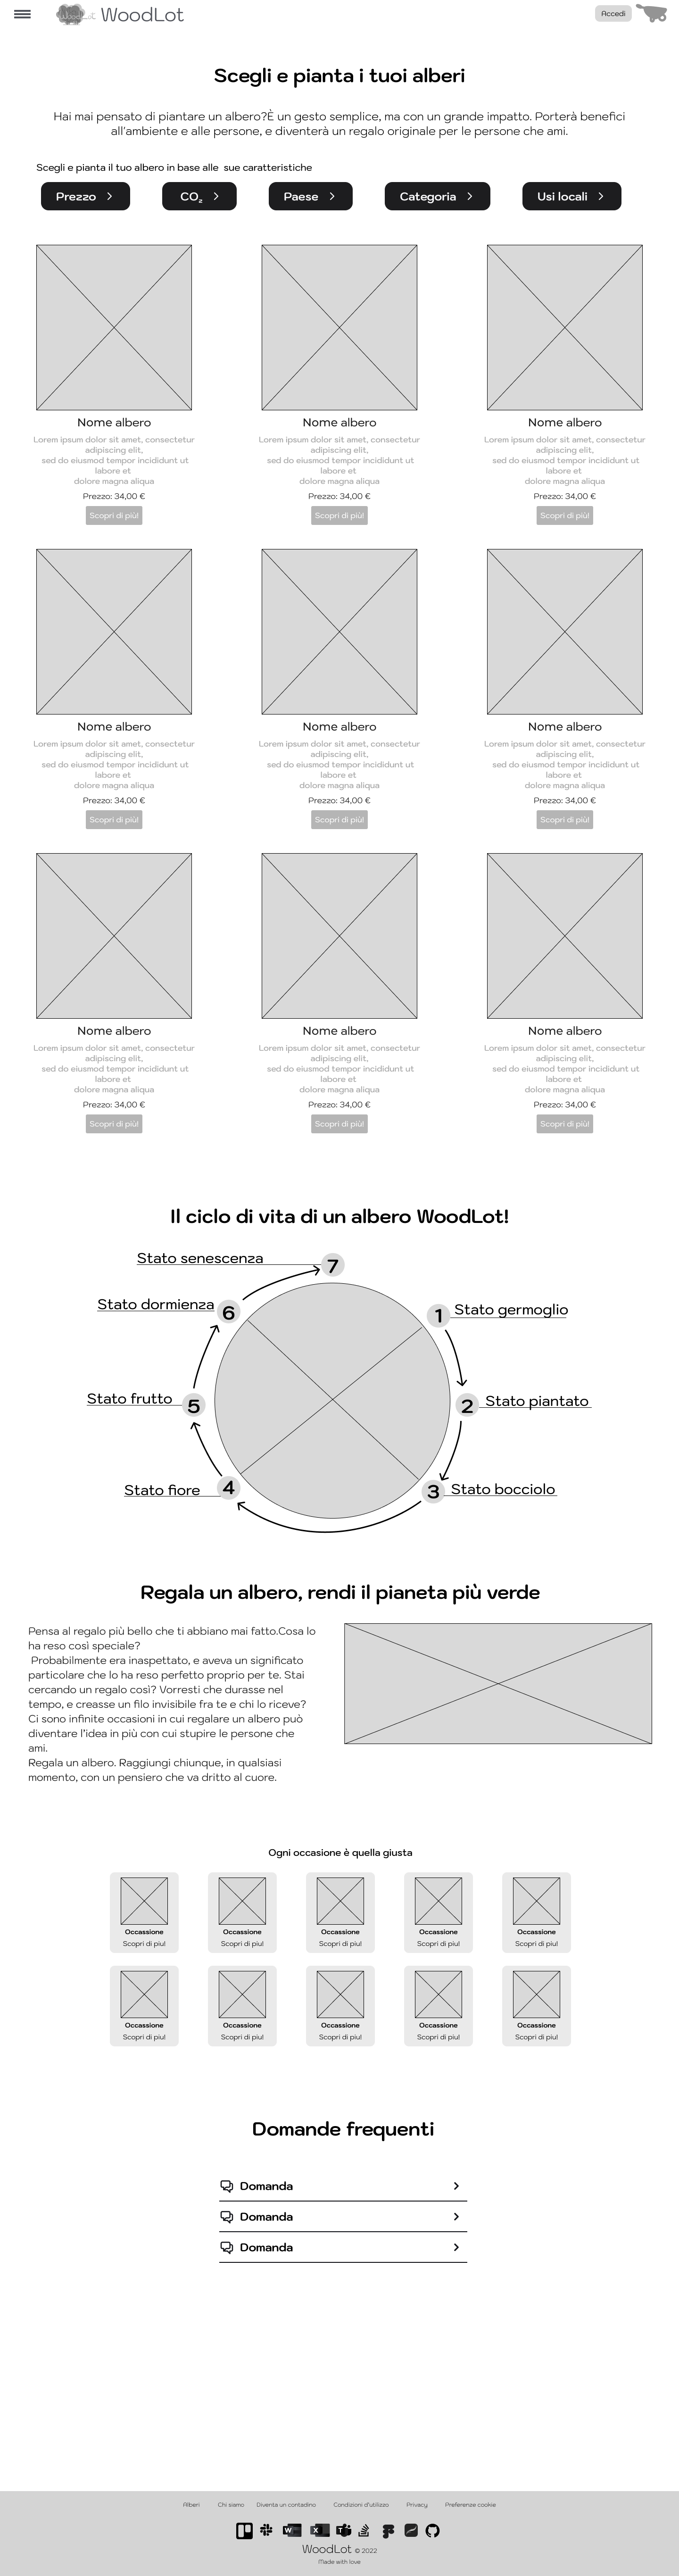 WoodLot
Accedi
Scegli e pianta i tuoi alberi
Hai mai pensato di piantare un albero?È un gesto semplice, ma con un grande impatto. Porterà benefici
all'ambiente e alle persone, e diventerà un regalo originale per le persone che ami.
Scegli e pianta il tuo albero in base alle sue caratteristiche
Prezzo CO2 Paese Categoria Usi locali
Nome albero
Lorem ipsum dolor sit amet, consectetur
adipiscing elit,
sed do eiusmod tempor incididunt ut
labore et
dolore magna aliqua
Prezzo: 34,00 €
Scopri di più!
Nome albero
Lorem ipsum dolor sit amet, consectetur
adipiscing elit,
sed do eiusmod tempor incididunt ut
labore et
dolore magna aliqua
Prezzo: 34,00 €
Scopri di più!
Nome albero
Lorem ipsum dolor sit amet, consectetur
adipiscing elit,
sed do eiusmod tempor incididunt ut
labore et
dolore magna aliqua
Prezzo: 34,00 €
Scopri di più!
Nome albero
Lorem ipsum dolor sit amet, consectetur
adipiscing elit,
sed do eiusmod tempor incididunt ut
labore et
dolore magna aliqua
Prezzo: 34,00 €
Scopri di più!
Nome albero
Lorem ipsum dolor sit amet, consectetur
adipiscing elit,
sed do eiusmod tempor incididunt ut
labore et
dolore magna aliqua
Prezzo: 34,00 €
Scopri di più!
Nome albero
Lorem ipsum dolor sit amet, consectetur
adipiscing elit,
sed do eiusmod tempor incididunt ut
labore et
dolore magna aliqua
Prezzo: 34,00 €
Scopri di più!
Nome albero
Lorem ipsum dolor sit amet, consectetur
adipiscing elit,
sed do eiusmod tempor incididunt ut
labore et
dolore magna aliqua
Prezzo: 34,00 €
Scopri di più!
Nome albero
Lorem ipsum dolor sit amet, consectetur
adipiscing elit,
sed do eiusmod tempor incididunt ut
labore et
dolore magna aliqua
Prezzo: 34,00 €
Scopri di più!
Nome albero
Lorem ipsum dolor sit amet, consectetur
adipiscing elit,
sed do eiusmod tempor incididunt ut
labore et
dolore magna aliqua
Prezzo: 34,00 €
Scopri di più!
Il ciclo di vita di un albero WoodLot!
1 Stato germoglio
2 Stato piantato
3 Stato bocciolo
Stato fiore 4
Stato frutto 5
Stato dormienza 6
Stato senescenza 7
Regala un albero, rendi il pianeta più verde
Pensa al regalo più bello che ti abbiano mai fatto.Cosa lo
ha reso così speciale?
Probabilmente era inaspettato, e aveva un significato
particolare che lo ha reso perfetto proprio per te. Stai
cercando un regalo così? Vorresti che durasse nel
tempo, e creasse un filo invisibile fra te e chi lo riceve?
Ci sono infinite occasioni in cui regalare un albero può
diventare l'idea in più con cui stupire le persone che
ami.
Regala un albero. Raggiungi chiunque, in qualsiasi
momento, con un pensiero che va dritto al cuore.
Ogni occasione è quella giusta
Occassione Occassione Occassione Occassione Occassione
Scopri di piu! Scopri di piu! Scopri di piu! Scopri di piu! Scopri di piu!
Occassione Occassione Occassione Occassione Occassione
Scopri di piu! Scopri di piu! Scopri di piu! Scopri di piu! Scopri di piu!
Domande frequenti
Domanda
Domanda
Domanda
Alberi Chi siamo Diventa un contadino Condizioni d'utilizzo Privacy Preferenze cookie
WoodLot © 2022
Made with love